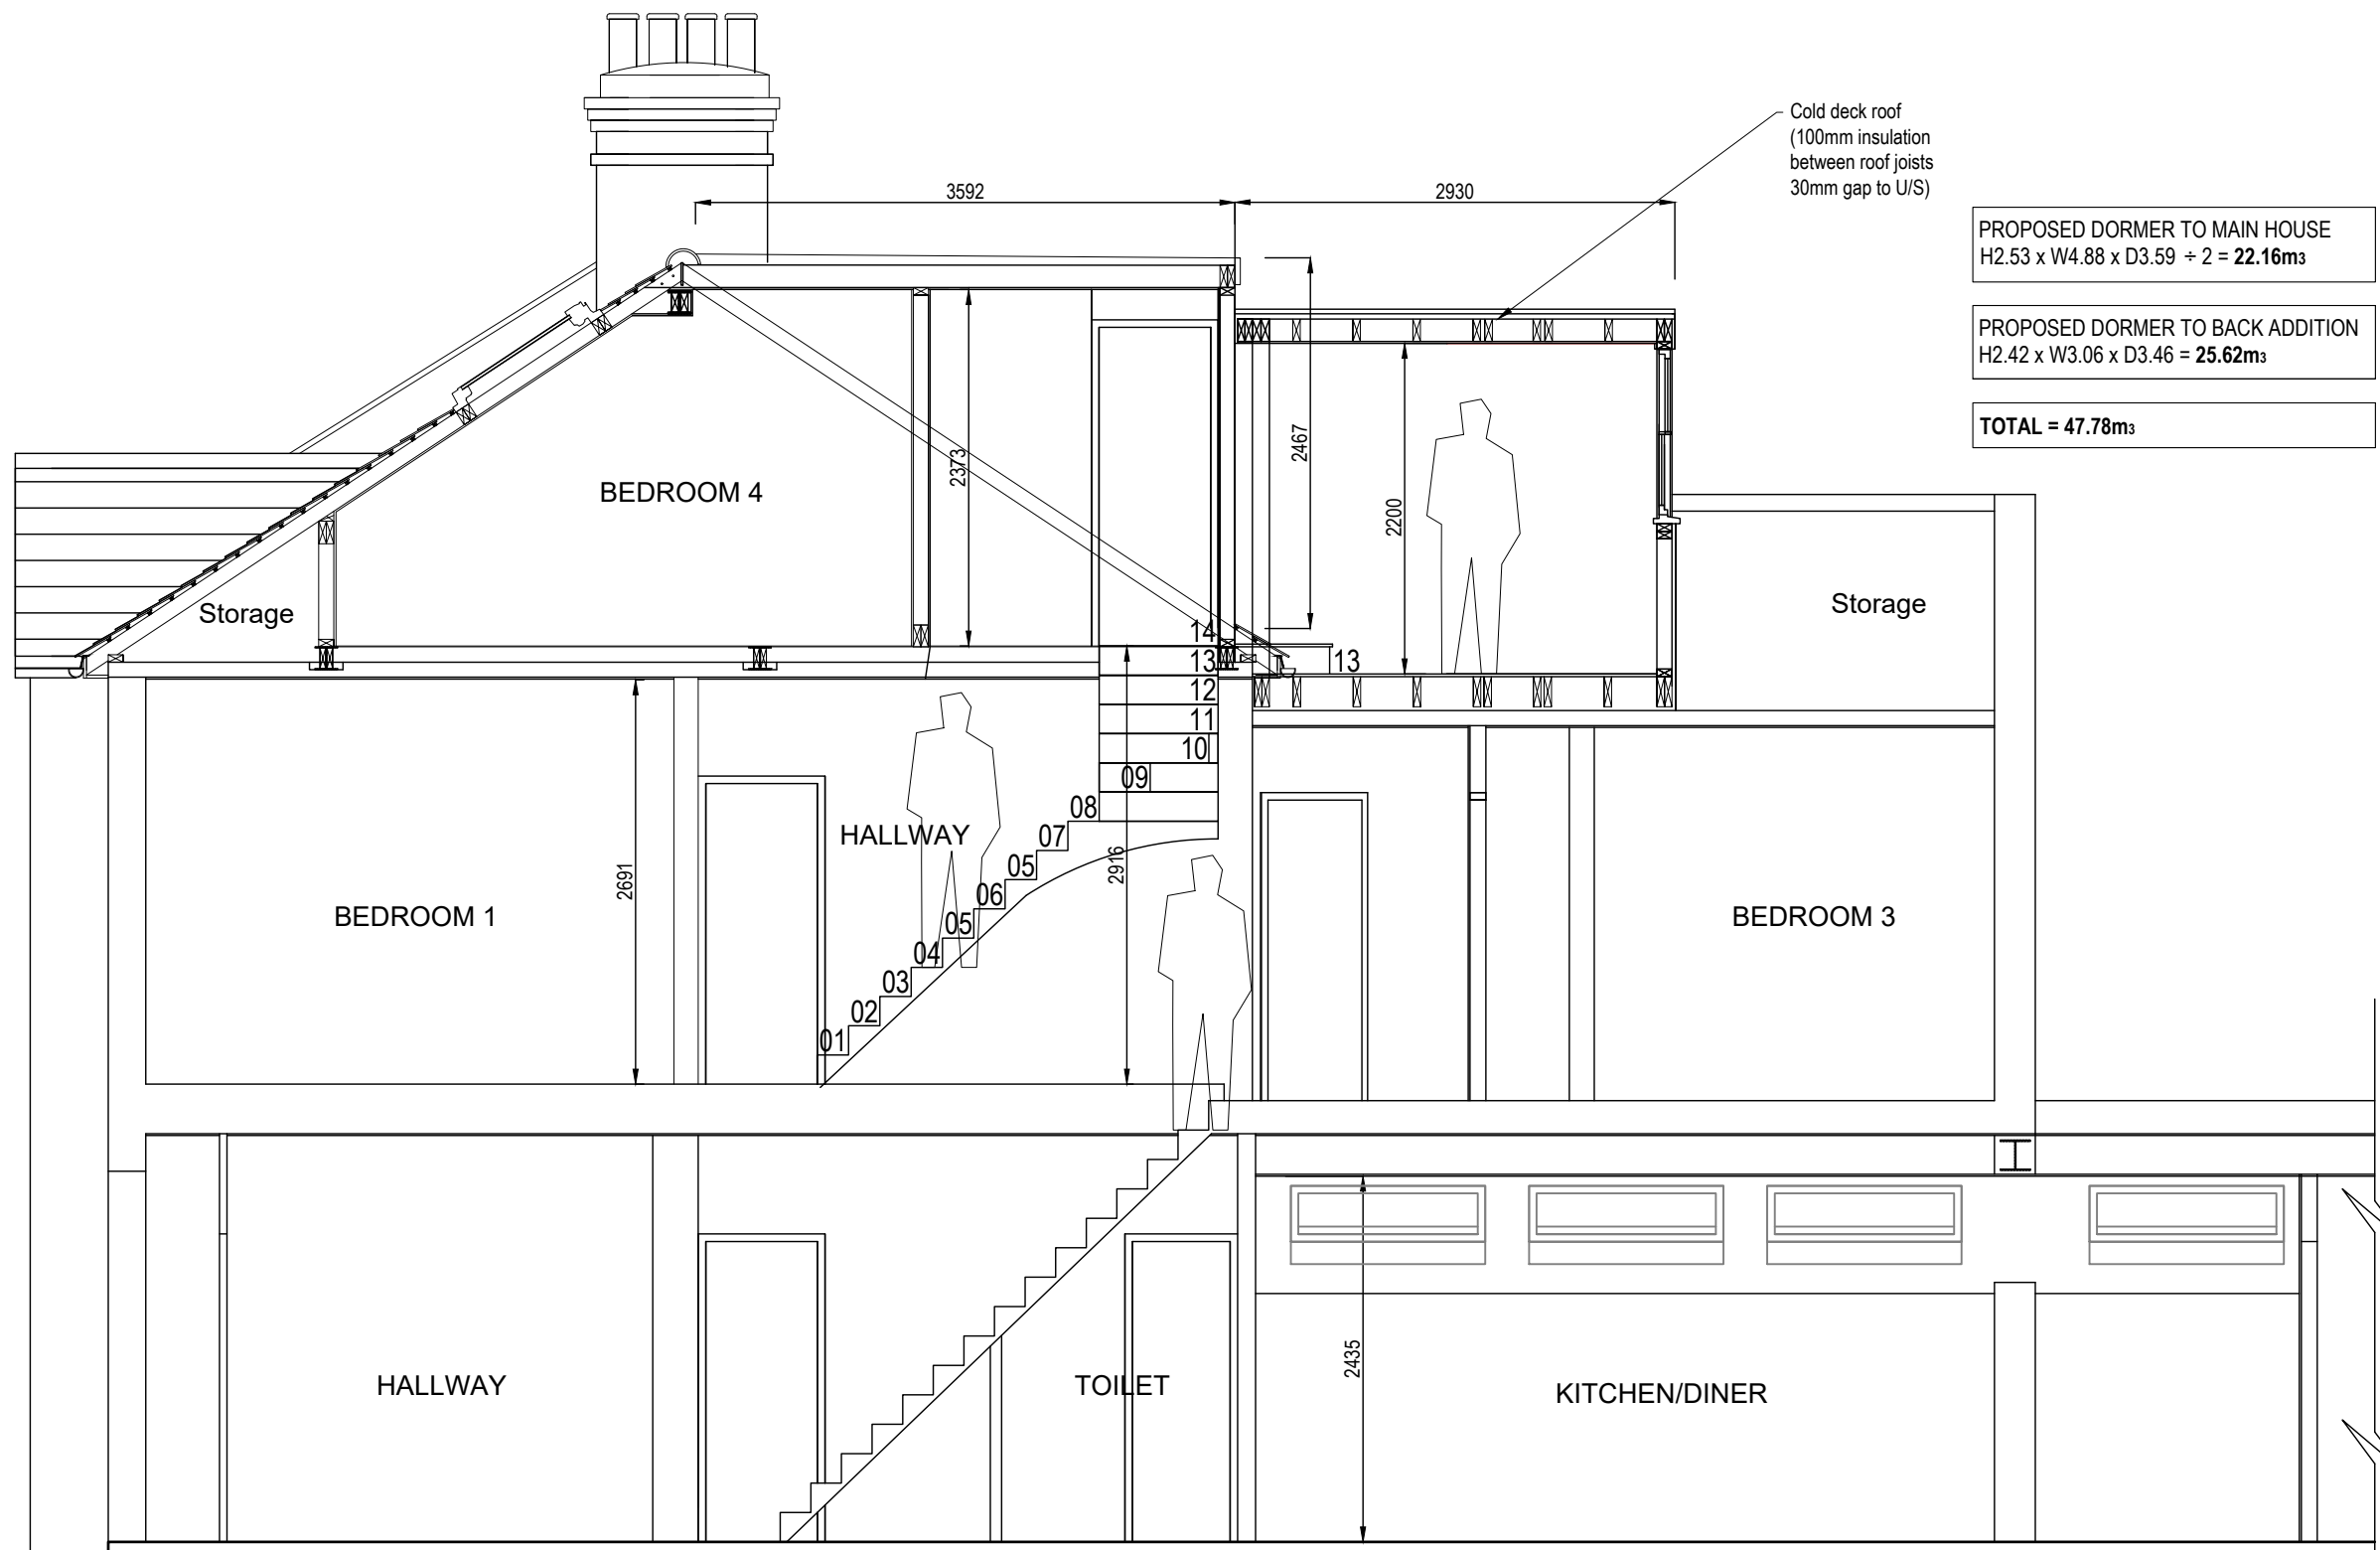 Cold deck roof
(100mm insulation
between roof joists
30mm gap to U/S)
3592
2930
PROPOSED DORMER TO MAIN HOUSE
H2.53 x W4.88 x D3.59 ÷ 2 = 22.16m3
PROPOSED DORMER TO BACK ADDITION
H2.42 x W3.06 x D3.46 = 25.62m3
TOTAL = 47.78m3
2467
2373
BEDROOM 4
2200
Storage
Storage
14
13
13
12
11
10
09
08
07
05
06
05
04
03
02
01
HALLWAY
2691
2916
BEDROOM 1
BEDROOM 3
2435
HALLWAY
TOILET
KITCHEN/DINER